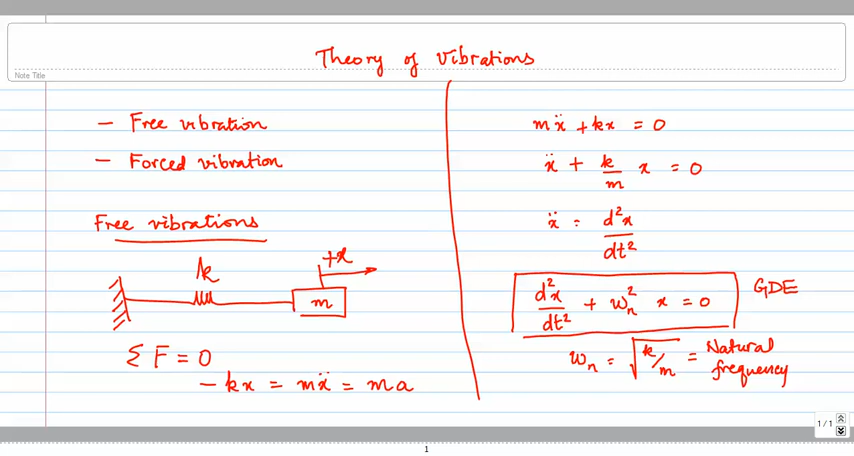 Theory of vibrations
Note Title
– Free vibration
– Forced vibration
Free vibrations
k
+x
m
Σ F = 0
– kx = mẍ = ma
mẍ + kx = 0
ẍ + k/m x = 0
ẍ = d²x/dt²
d²x/dt² + ωₙ² x = 0 GDE
ωₙ = √(k/m) = Natural
frequency
1/1
1